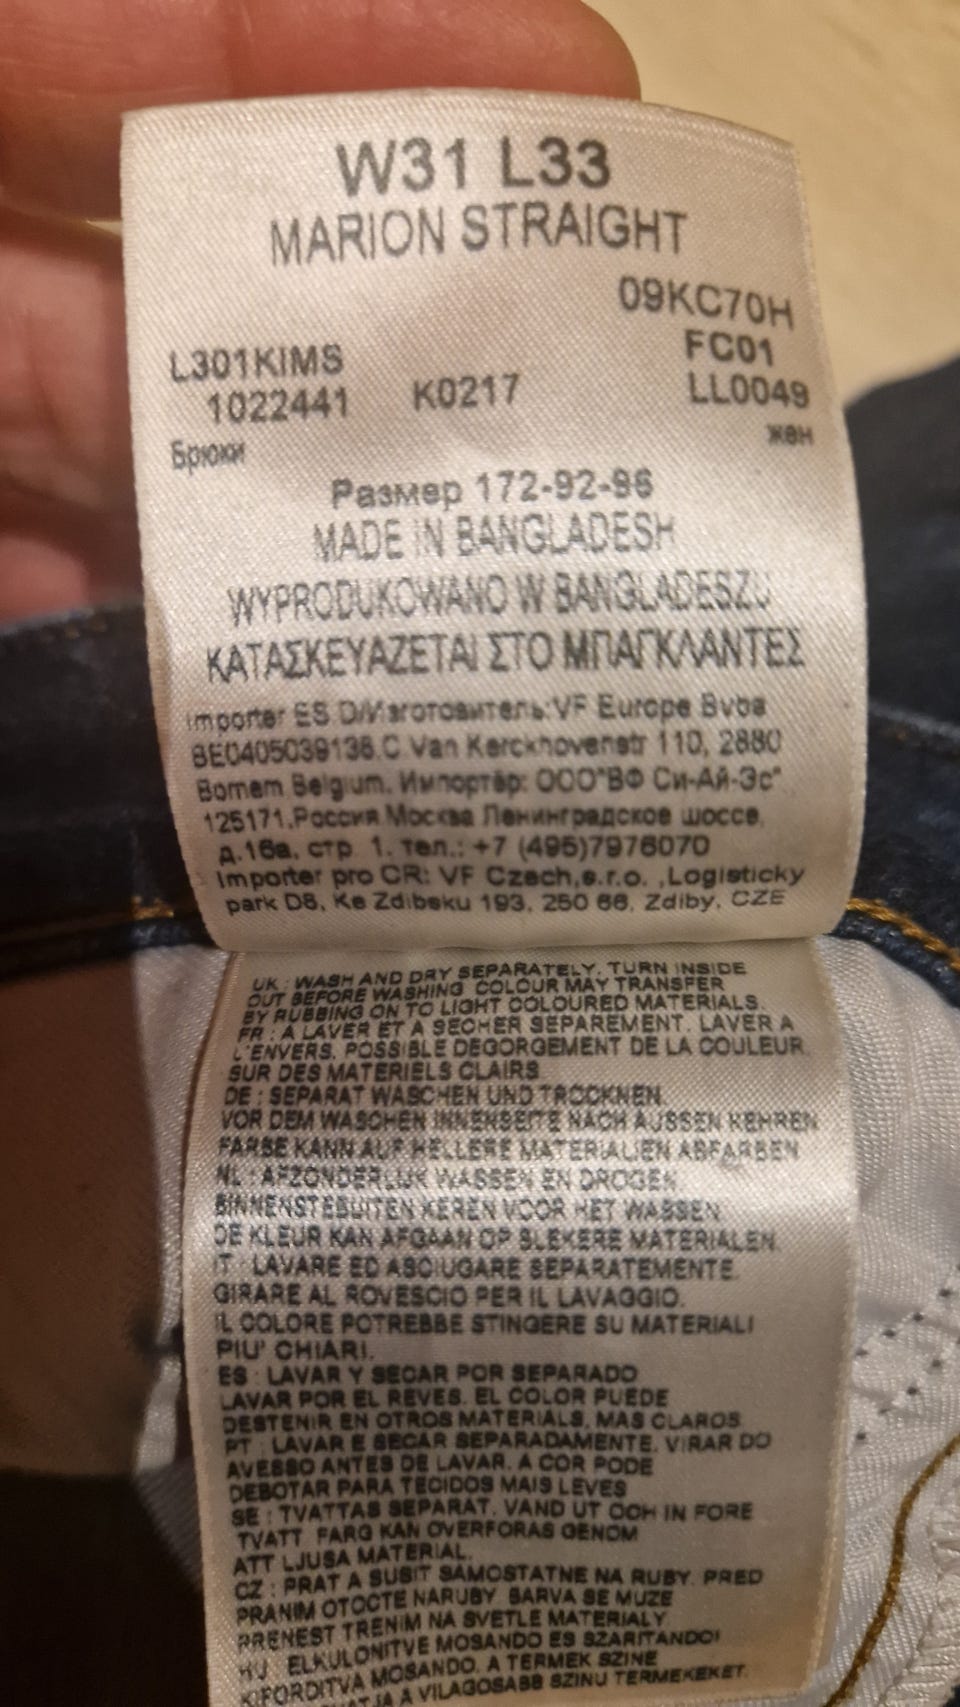 W31 L33
MARION STRAIGHT
09KC70H
L301KIMS FC01
1022441 K0217 LL0049
Брюки жен
Размер 172-92-96
MADE IN BANGLADESH
WYPRODUKOWANO W BANGLADESZU
ΚΑΤΑΣΚΕΥΑΖΕΤΑΙ ΣΤΟ ΜΠΑΓΚΛΑΝΤΕΣ
Importer ES D/Изготовитель:VF Europe Bvba
BE0405039136.C Van Kerckhovenstr 110, 2880
Bornem Belgium. Импортёр: ООО"ВФ Си-Ай-Эс"
125171,Россия Москва Ленинградское шоссе,
д.16а, стр 1. тел.: +7 (495)7976070
Importer pro CR: VF Czech,s.r.o. ,Logisticky
park D8, Ke Zdibsku 193, 250 66, Zdiby, CZE
UK : WASH AND DRY SEPARATELY. TURN INSIDE
OUT BEFORE WASHING COLOUR MAY TRANSFER
BY RUBBING ON TO LIGHT COLOURED MATERIALS.
FR : A LAVER ET A SECHER SEPAREMENT. LAVER A
L'ENVERS. POSSIBLE DEGORGEMENT DE LA COULEUR
SUR DES MATERIELS CLAIRS
DE : SEPARAT WASCHEN UND TROCKNEN.
VOR DEM WASCHEN INNENSEITE NACH AUSSEN KEHREN
FARBE KANN AUF HELLERE MATERIALIEN ABFARBEN
NL : AFZONDERLIJK WASSEN EN DROGEN
BINNENSTEBUITEN KEREN VOOR HET WASSEN
DE KLEUR KAN AFGAAN OP BLEKERE MATERIALEN.
IT : LAVARE ED ASCIUGARE SEPARATEMENTE.
GIRARE AL ROVESCIO PER IL LAVAGGIO.
IL COLORE POTREBBE STINGERE SU MATERIALI
PIU' CHIARI.
ES : LAVAR Y SECAR POR SEPARADO
LAVAR POR EL REVES. EL COLOR PUEDE
DESTENIR EN OTROS MATERIALS, MAS CLAROS
PT : LAVAR E SECAR SEPARADAMENTE. VIRAR DO
AVESSO ANTES DE LAVAR. A COR PODE
DEBOTAR PARA TECIDOS MAIS LEVES
SE : TVATTAS SEPARAT. VAND UT OCH IN FORE
TVATT FARG KAN OVERFORAS GENOM
ATT LJUSA MATERIAL.
CZ : PRAT A SUSIT SAMOSTATNE NA RUBY. PRED
PRANIM OTOCTE NARUBY BARVA SE MUZE
PRENEST TRENIM NA SVETLE MATERIALY
HU ELKULONITVE MOSANDO ES SZARITANDO!
KIFORDITVA MOSANDO. A TERMEK SZINE
A VILAGOSABB SZINU TERMEKEKET.